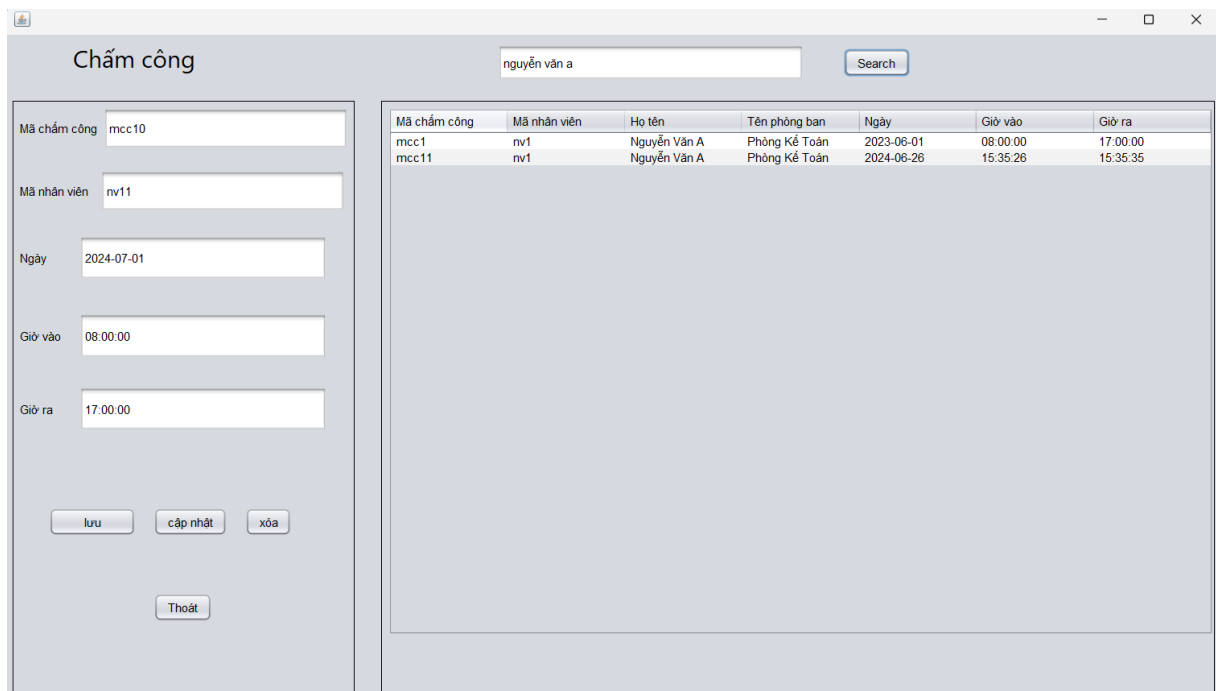 Chấm công
nguyễn văn a
Search
Mã chấm công mcc10
Mã nhân viên nv11
Ngày 2024-07-01
Giờ vào 08:00:00
Giờ ra 17:00:00
lưu cập nhật xóa
Thoát
Mã chấm công Mã nhân viên Họ tên Tên phòng ban Ngày Giờ vào Giờ ra
mcc1 nv1 Nguyễn Văn A Phòng Kế Toán 2023-06-01 08:00:00 17:00:00
mcc11 nv1 Nguyễn Văn A Phòng Kế Toán 2024-06-26 15:35:26 15:35:35